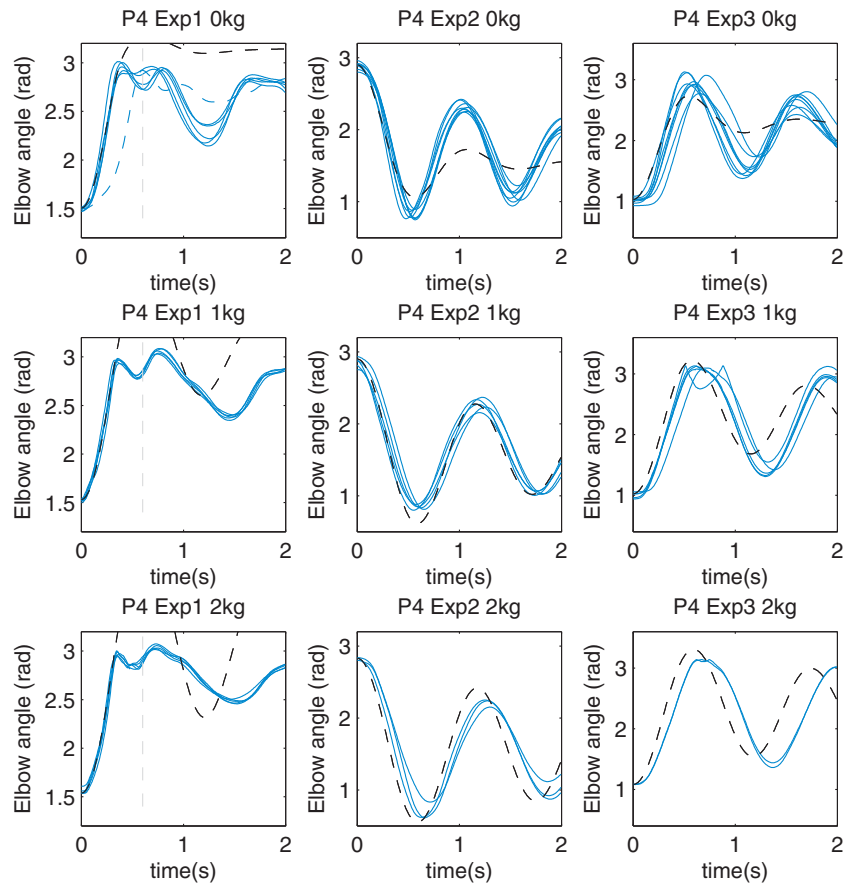 P4 Exp1 0kg
P4 Exp2 0kg
P4 Exp3 0kg
Elbow angle (rad)
3
2.5
2
1.5
0 1 2
time(s)
Elbow angle (rad)
3
2
1
0 1 2
time(s)
Elbow angle (rad)
4
3
2
1
0 1 2
time(s)
P4 Exp1 1kg
P4 Exp2 1kg
P4 Exp3 1kg
Elbow angle (rad)
3
2.5
2
1.5
0 1 2
time(s)
Elbow angle (rad)
3
2
1
0 1 2
time(s)
Elbow angle (rad)
4
3
2
1
0 1 2
time(s)
P4 Exp1 2kg
P4 Exp2 2kg
P4 Exp3 2kg
Elbow angle (rad)
3
2.5
2
1.5
0 1 2
time(s)
Elbow angle (rad)
3
2
1
0 1 2
time(s)
Elbow angle (rad)
4
3
2
1
0 1 2
time(s)